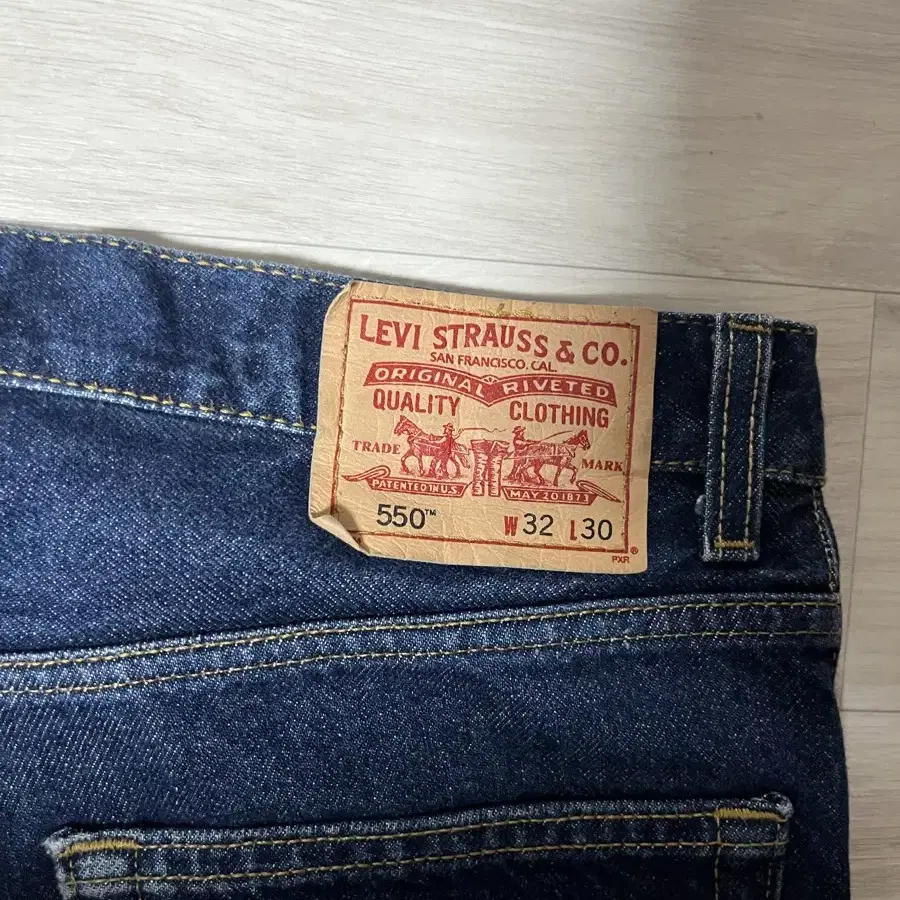 LEVI STRAUSS & CO.
SAN FRANCISCO. CAL.
ORIGINAL RIVETED
QUALITY CLOTHING
TRADE MARK
PATENTED IN U.S. MAY 20 1873
550™ W32 L30
PXR ®